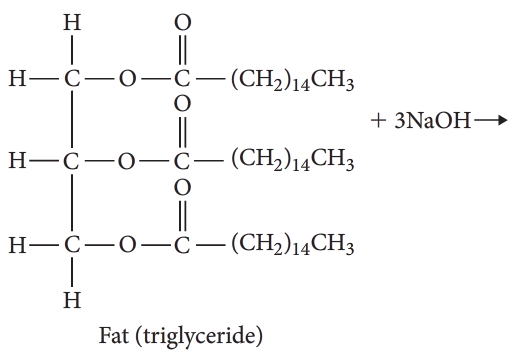 H O
H—C—O—C—(CH₂)₁₄CH₃
O
+ 3NaOH⟶
H—C—O—C—(CH₂)₁₄CH₃
O
H—C—O—C—(CH₂)₁₄CH₃
H
Fat (triglyceride)